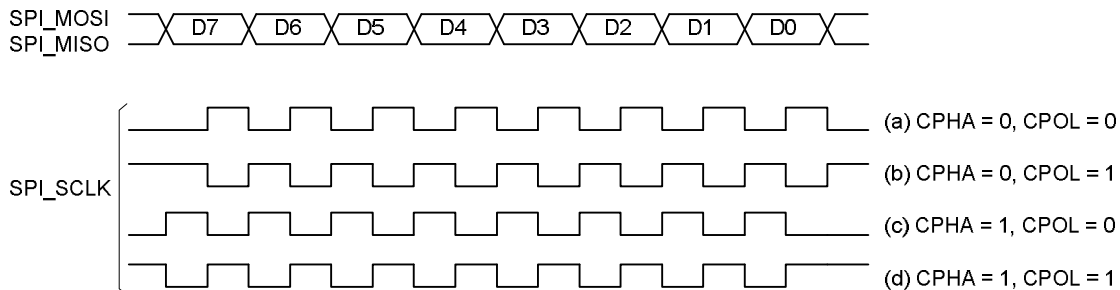 SPI_MOSI
SPI_MISO
D7 D6 D5 D4 D3 D2 D1 D0
SPI_SCLK
(a) CPHA = 0, CPOL = 0
(b) CPHA = 0, CPOL = 1
(c) CPHA = 1, CPOL = 0
(d) CPHA = 1, CPOL = 1